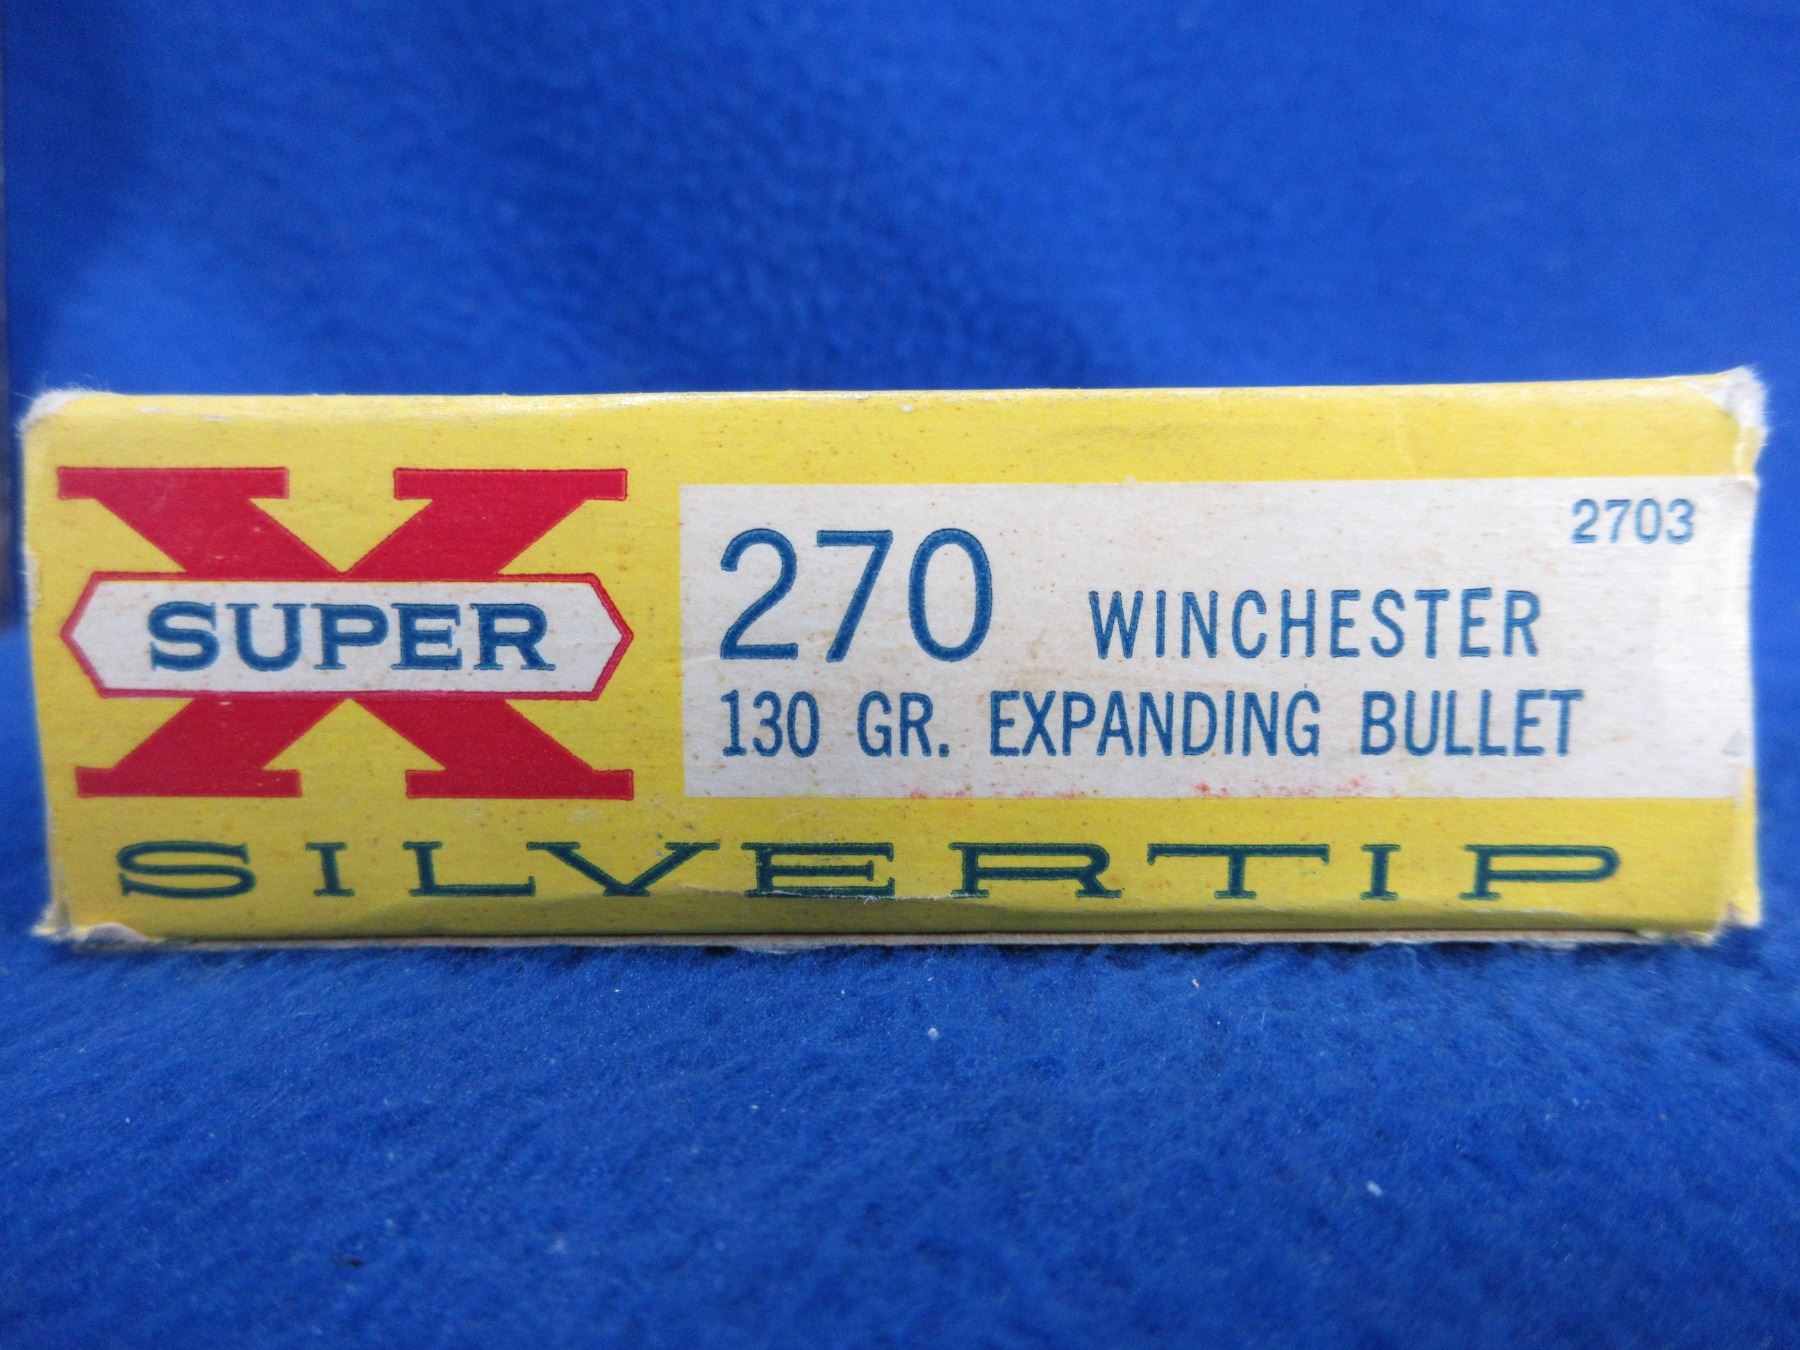 X
SUPER
2703
270 WINCHESTER
130 GR. EXPANDING BULLET
SILVERTIP